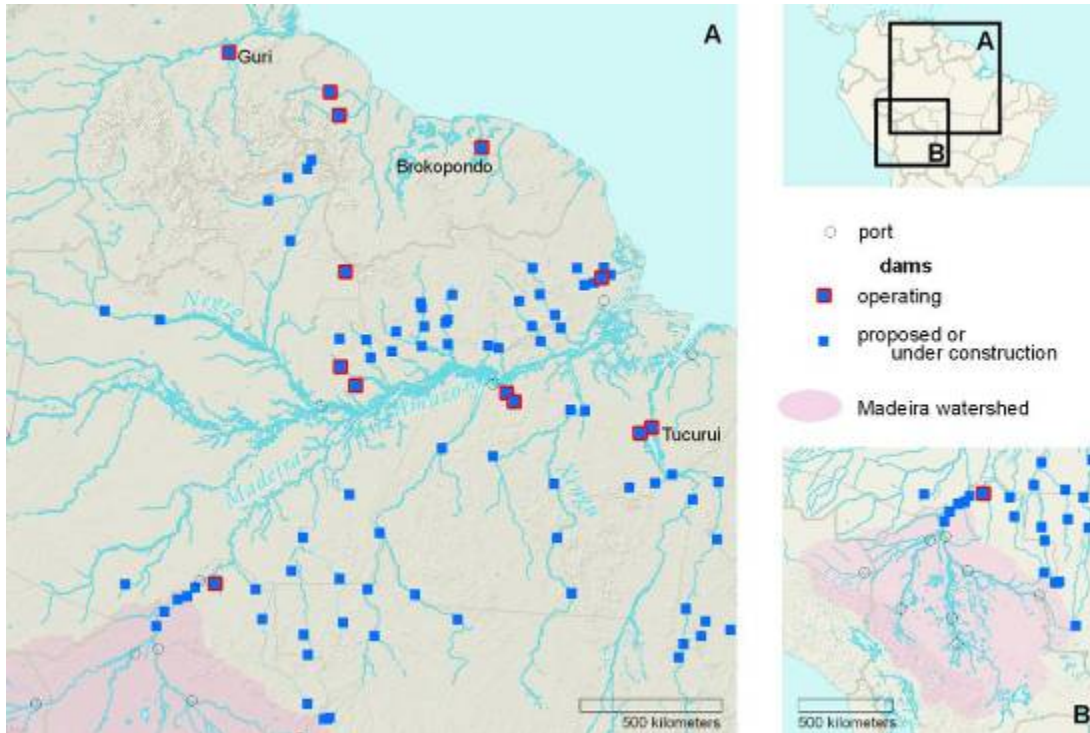 A
Guri
Brokopondo
Negro
Amazon
Madeira
Xingu
Tucurui
500 kilometers
A
B
port
dams
operating
proposed or
under construction
Madeira watershed
500 kilometers
B